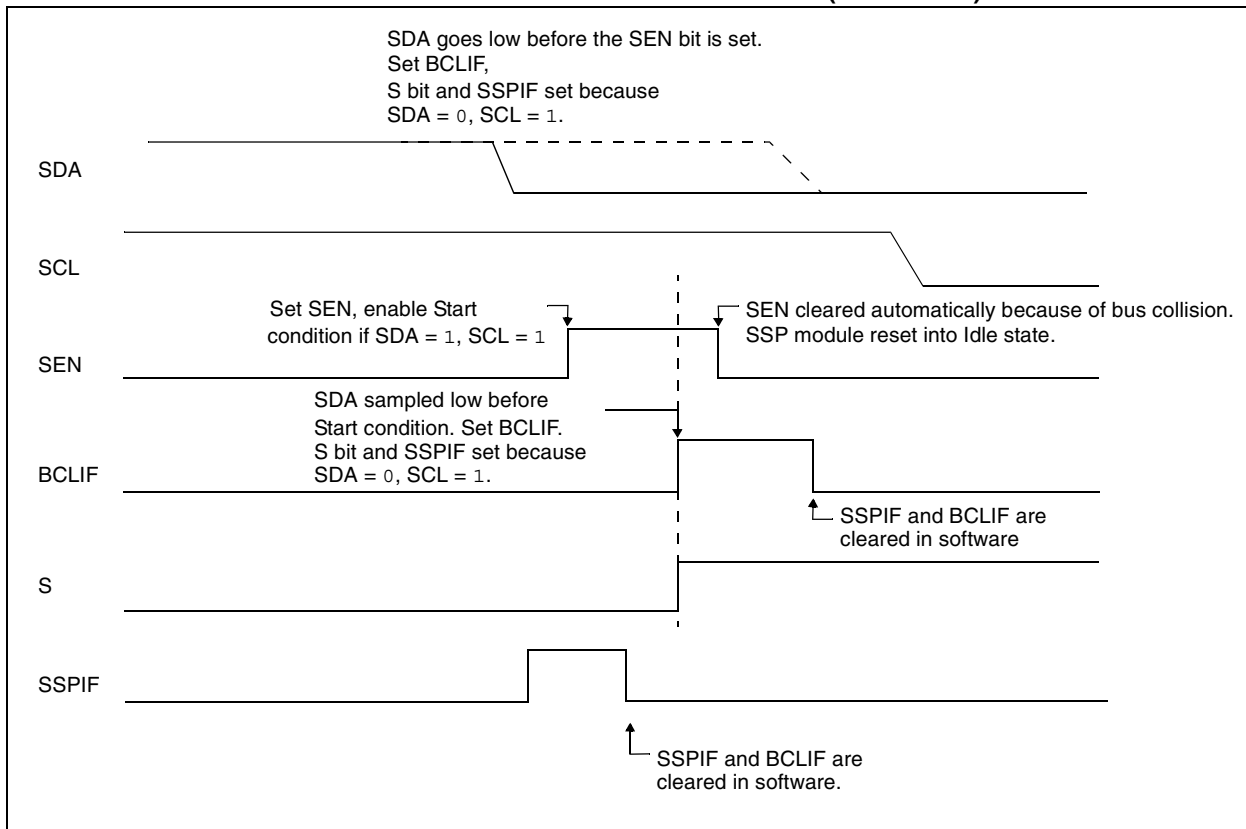 SDA goes low before the SEN bit is set.
Set BCLIF,
S bit and SSPIF set because
SDA = 0, SCL = 1.
SDA
SCL
Set SEN, enable Start
condition if SDA = 1, SCL = 1
SEN cleared automatically because of bus collision.
SSP module reset into Idle state.
SEN
SDA sampled low before
Start condition. Set BCLIF.
S bit and SSPIF set because
SDA = 0, SCL = 1.
BCLIF
SSPIF and BCLIF are
cleared in software
S
SSPIF
SSPIF and BCLIF are
cleared in software.